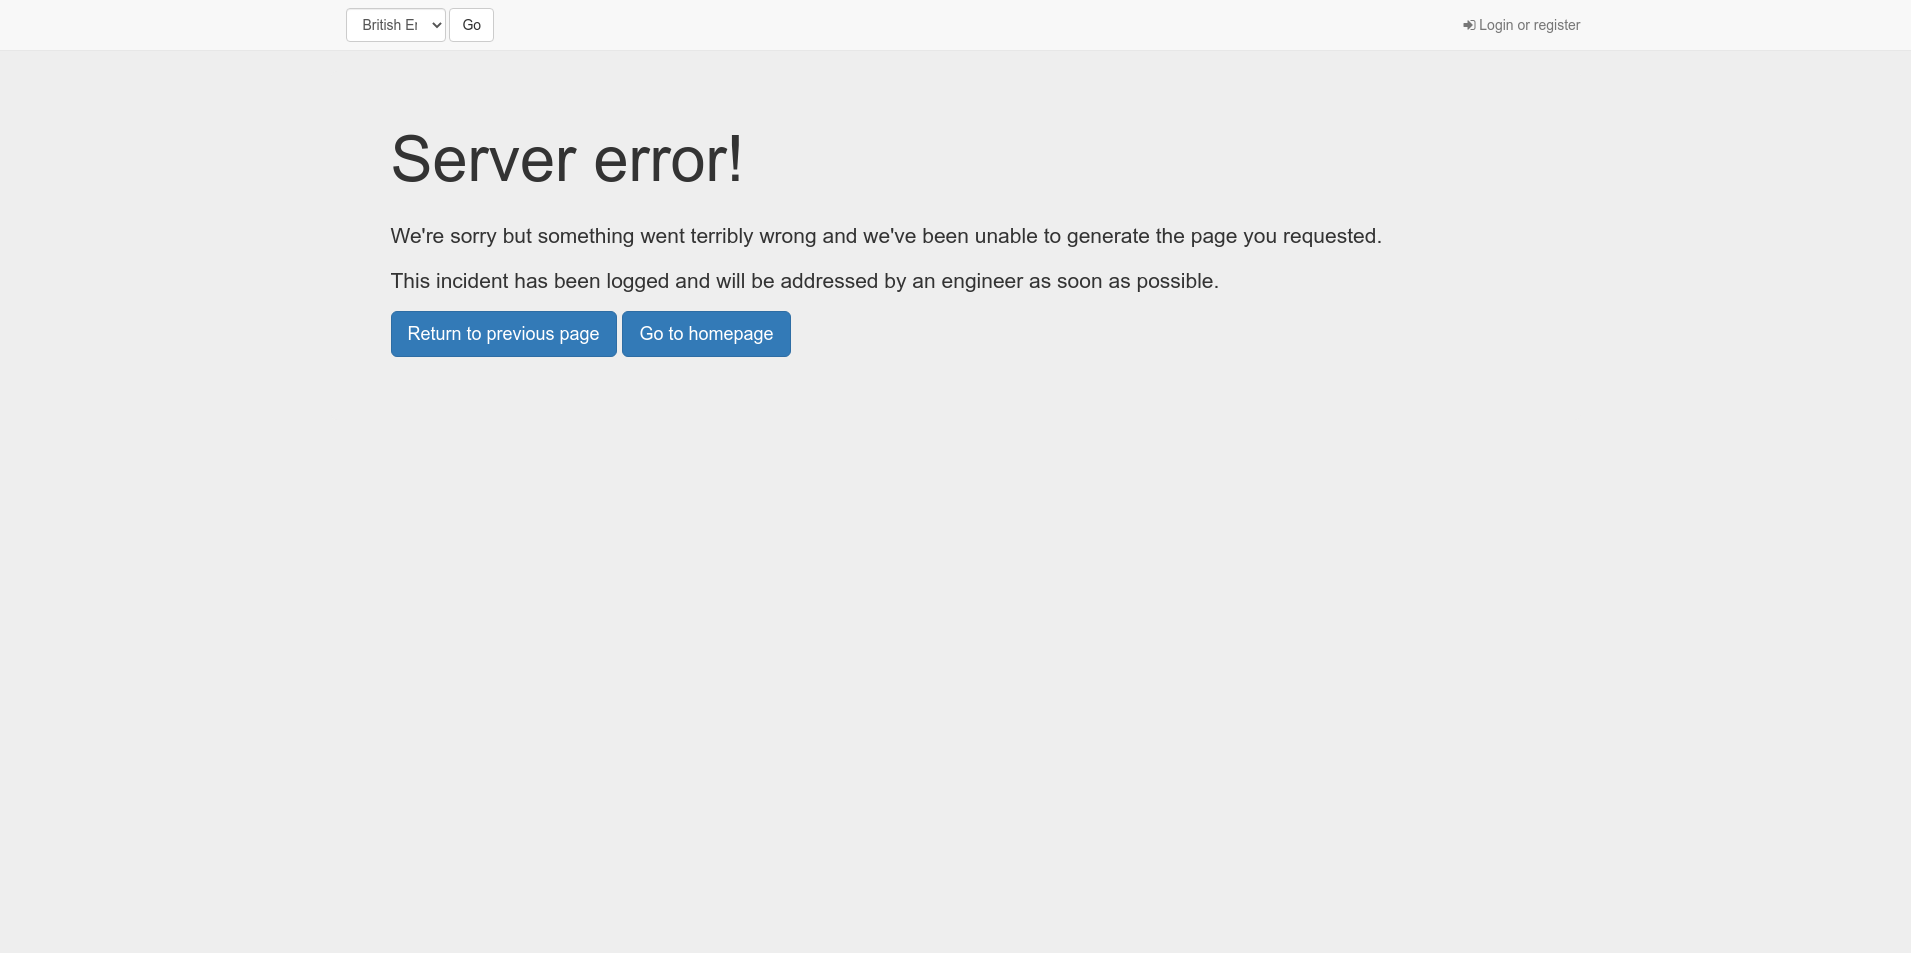 British Er
Go
Login or register
Server error!
We're sorry but something went terribly wrong and we've been unable to generate the page you requested.
This incident has been logged and will be addressed by an engineer as soon as possible.
Return to previous page
Go to homepage